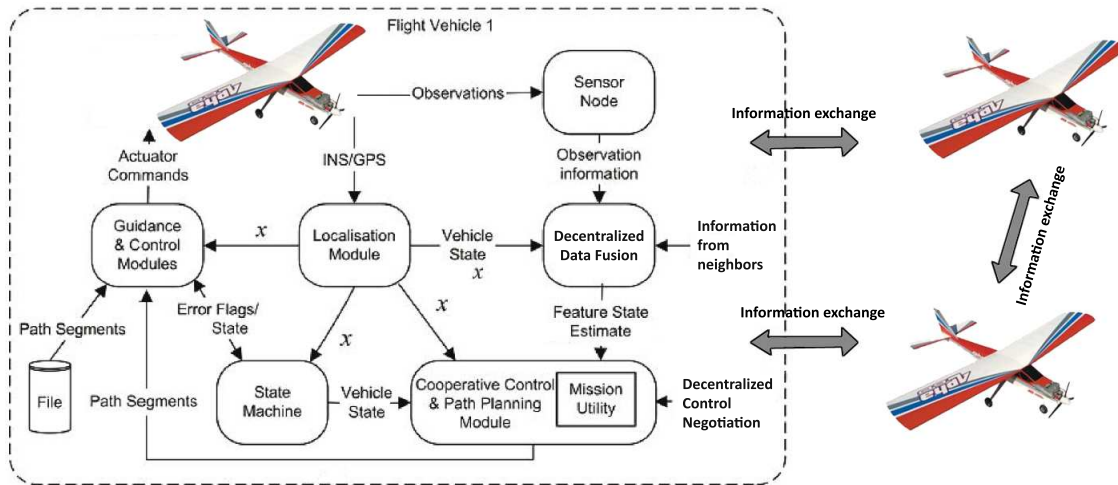 Flight Vehicle 1
Observations
Sensor
Node
Information exchange
Actuator
Commands
INS/GPS
Observation
information
Guidance
& Control
Modules
x
Localisation
Module
Vehicle
State
x
Decentralized
Data Fusion
Information
from
neighbors
Information exchange
Path Segments
Error Flags/
State
x
x
Feature State
Estimate
Information exchange
File
Path Segments
State
Machine
Vehicle
State
Cooperative Control
& Path Planning
Module
Mission
Utility
Decentralized
Control
Negotiation